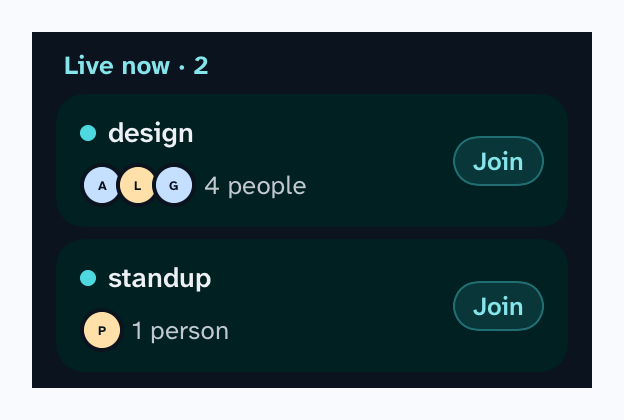 Live now · 2
design
Join
A L G 4 people
standup
Join
P 1 person